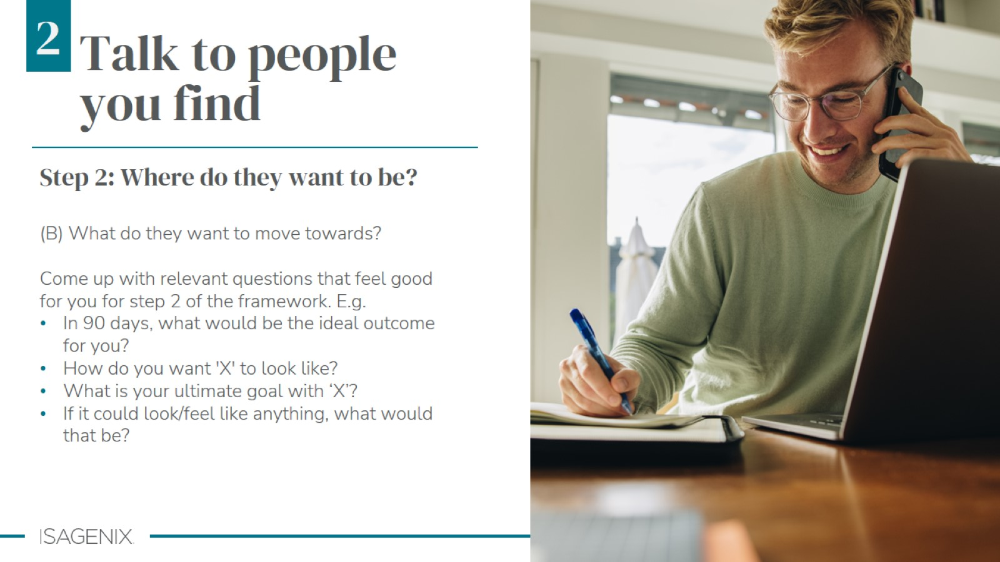 2
Talk to people
you find
Step 2: Where do they want to be?
(B) What do they want to move towards?
Come up with relevant questions that feel good
for you for step 2 of the framework. E.g.
• In 90 days, what would be the ideal outcome
for you?
• How do you want 'X' to look like?
• What is your ultimate goal with ‘X’?
• If it could look/feel like anything, what would
that be?
ISAGENIX